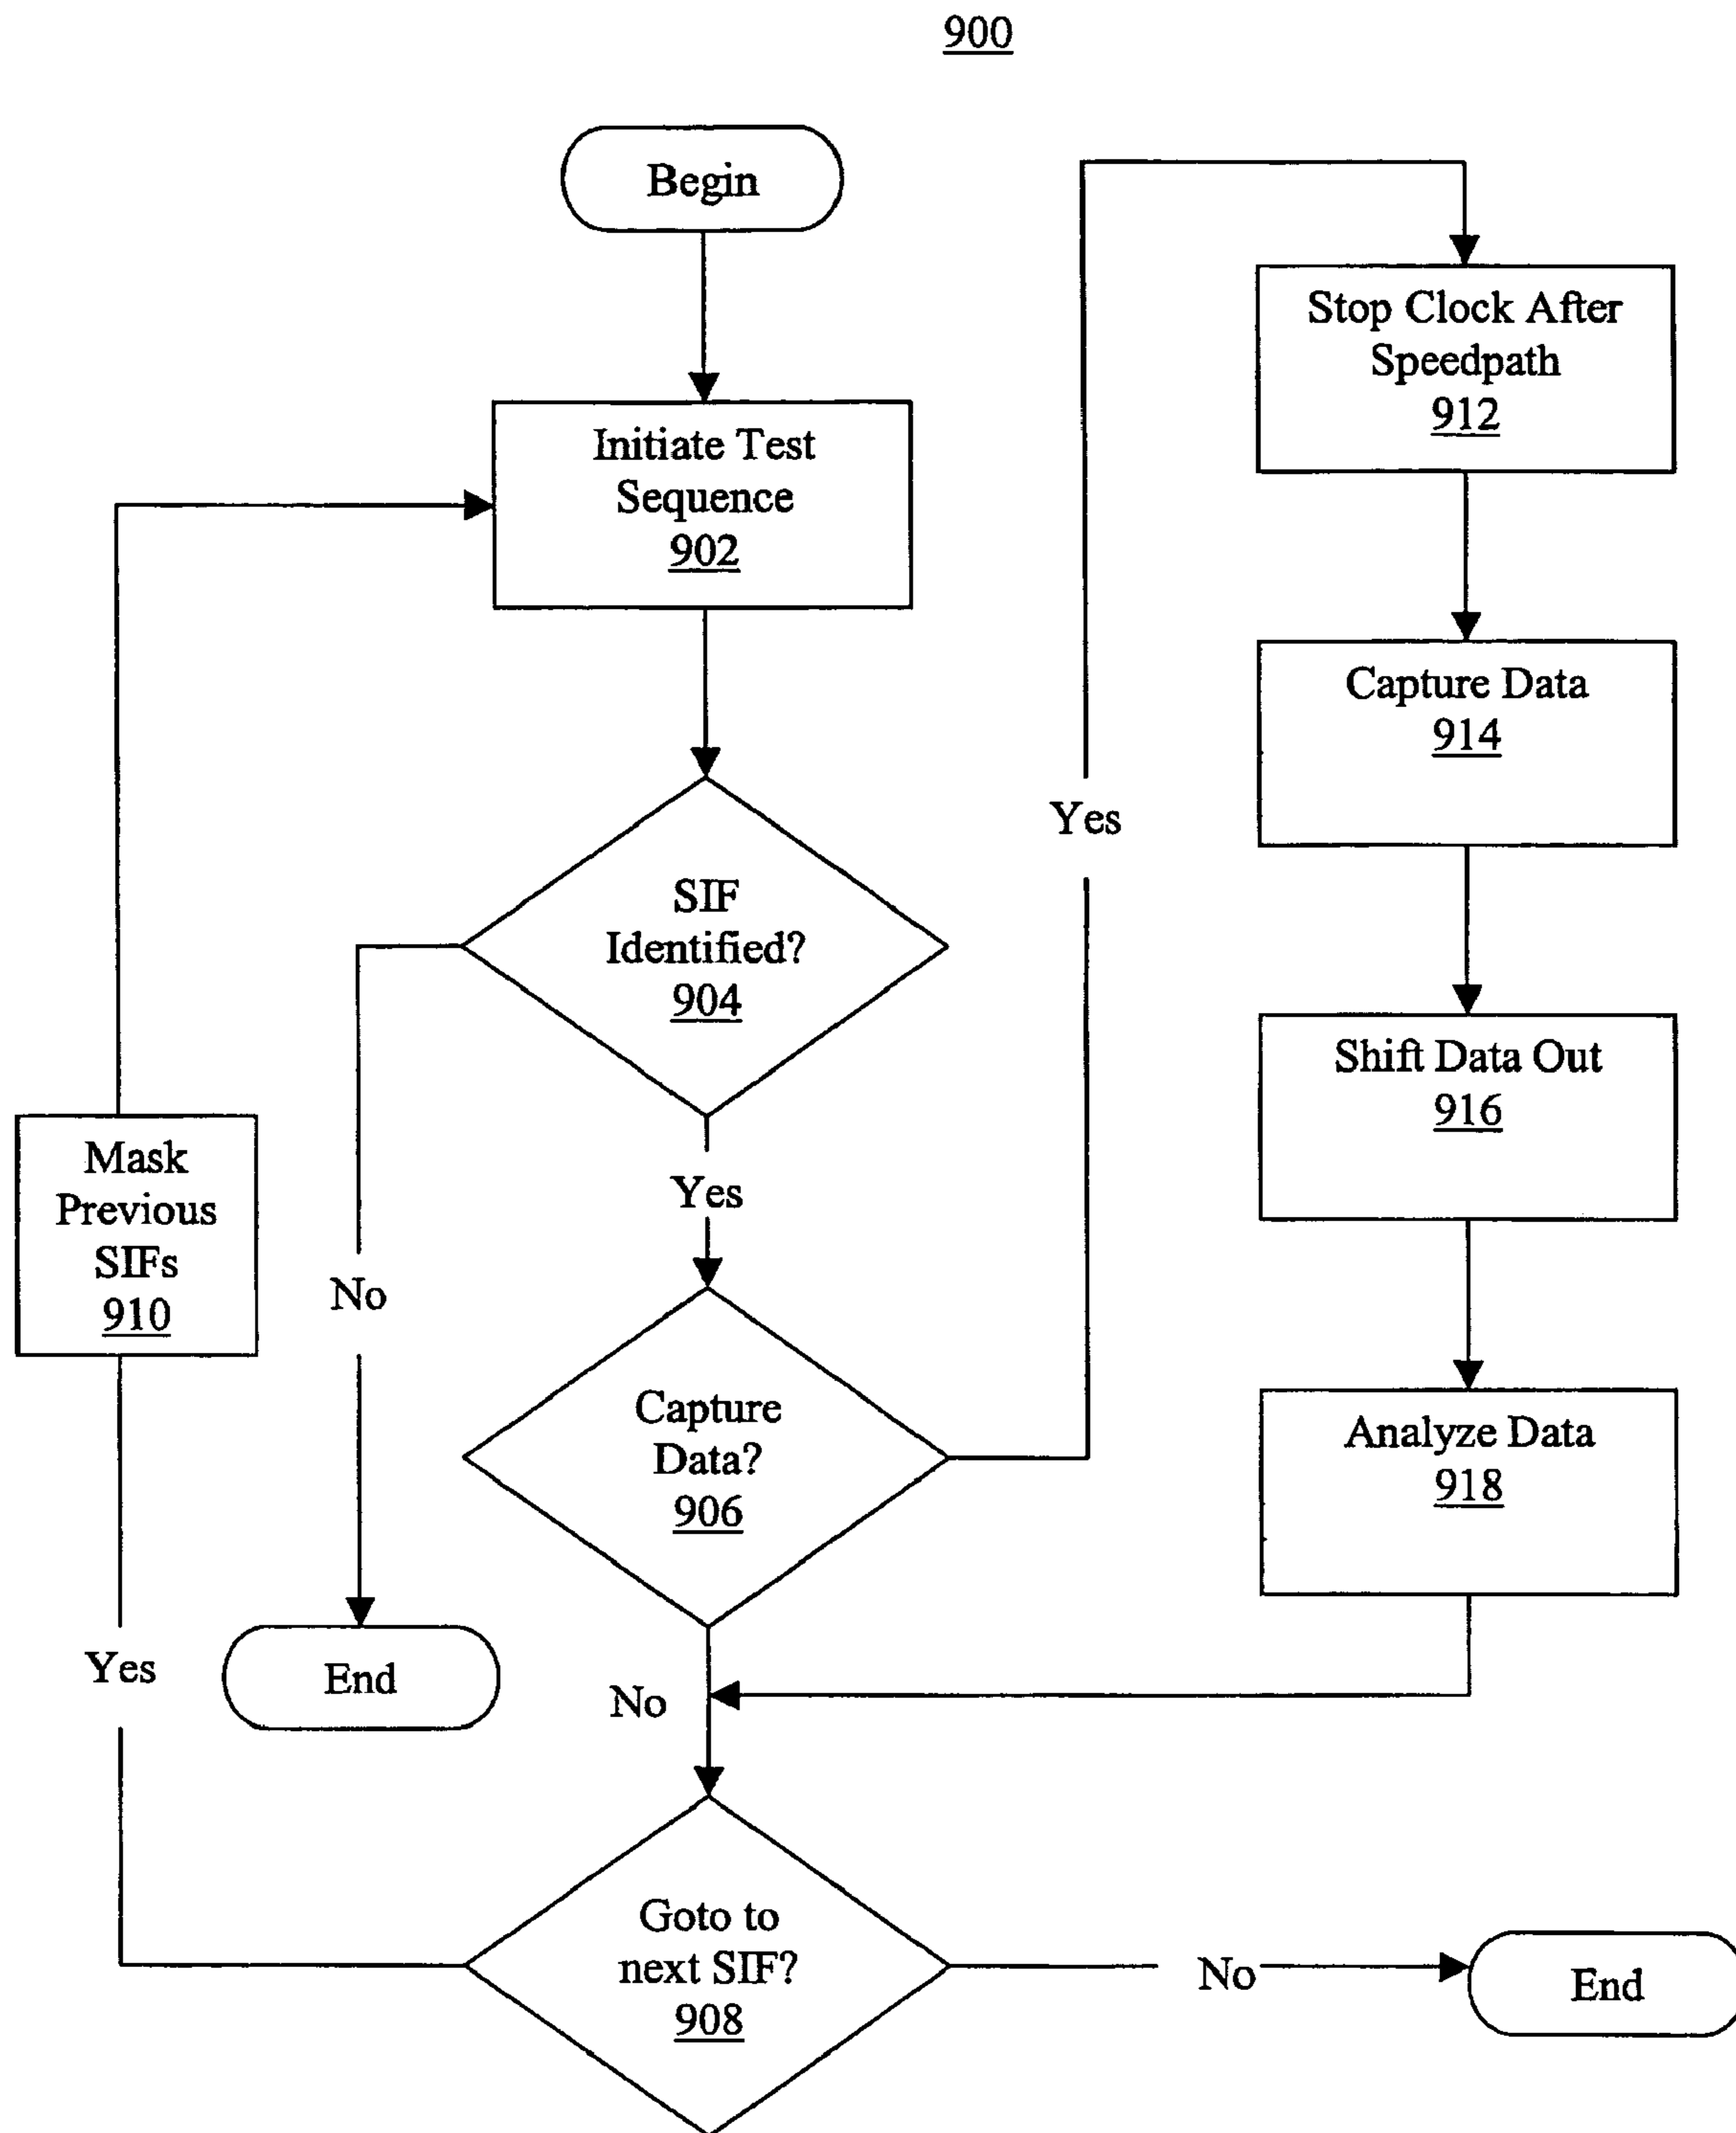 900
Begin
Initiate Test
Sequence
902
SIF
Identified?
904
Yes
No
Capture
Data?
906
Yes
No
Stop Clock After
Speedpath
912
Capture Data
914
Shift Data Out
916
Analyze Data
918
Mask
Previous
SIFs
910
Yes
End
Goto to
next SIF?
908
No
End